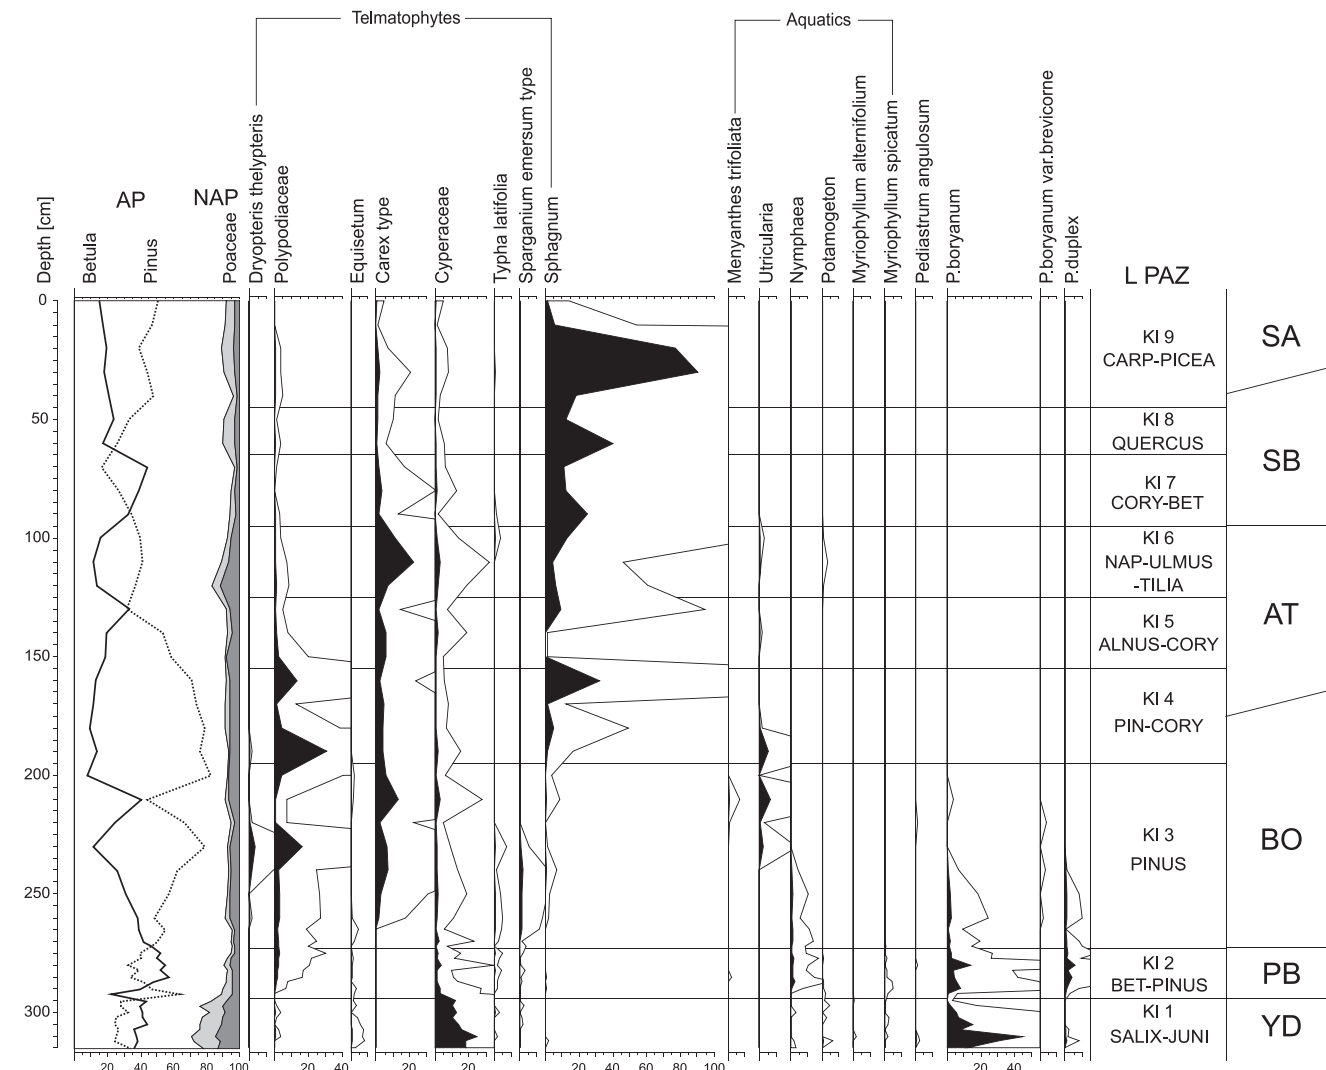 Telmatophytes
Aquatics
AP
NAP
Depth [cm]
Betula
Pinus
Poaceae
Dryopteris thelypteris
Polypodiaceae
Equisetum
Carex type
Cyperaceae
Typha latifolia
Sparganium emersum type
Sphagnum
Menyanthes trifoliata
Utricularia
Nymphaea
Potamogeton
Myriophyllum alternifolium
Myriophyllum spicatum
Pediastrum angulosum
P.boryanum
P.boryanum var.brevicorne
P.duplex
L PAZ
0
50
100
150
200
250
300
KI 9
CARP-PICEA
KI 8
QUERCUS
KI 7
CORY-BET
KI 6
NAP-ULMUS
-TILIA
KI 5
ALNUS-CORY
KI 4
PIN-CORY
KI 3
PINUS
KI 2
BET-PINUS
KI 1
SALIX-JUNI
SA
SB
AT
BO
PB
YD
20 40 60 80 100
20 40
20
20
20 40 60 80 100
20 40